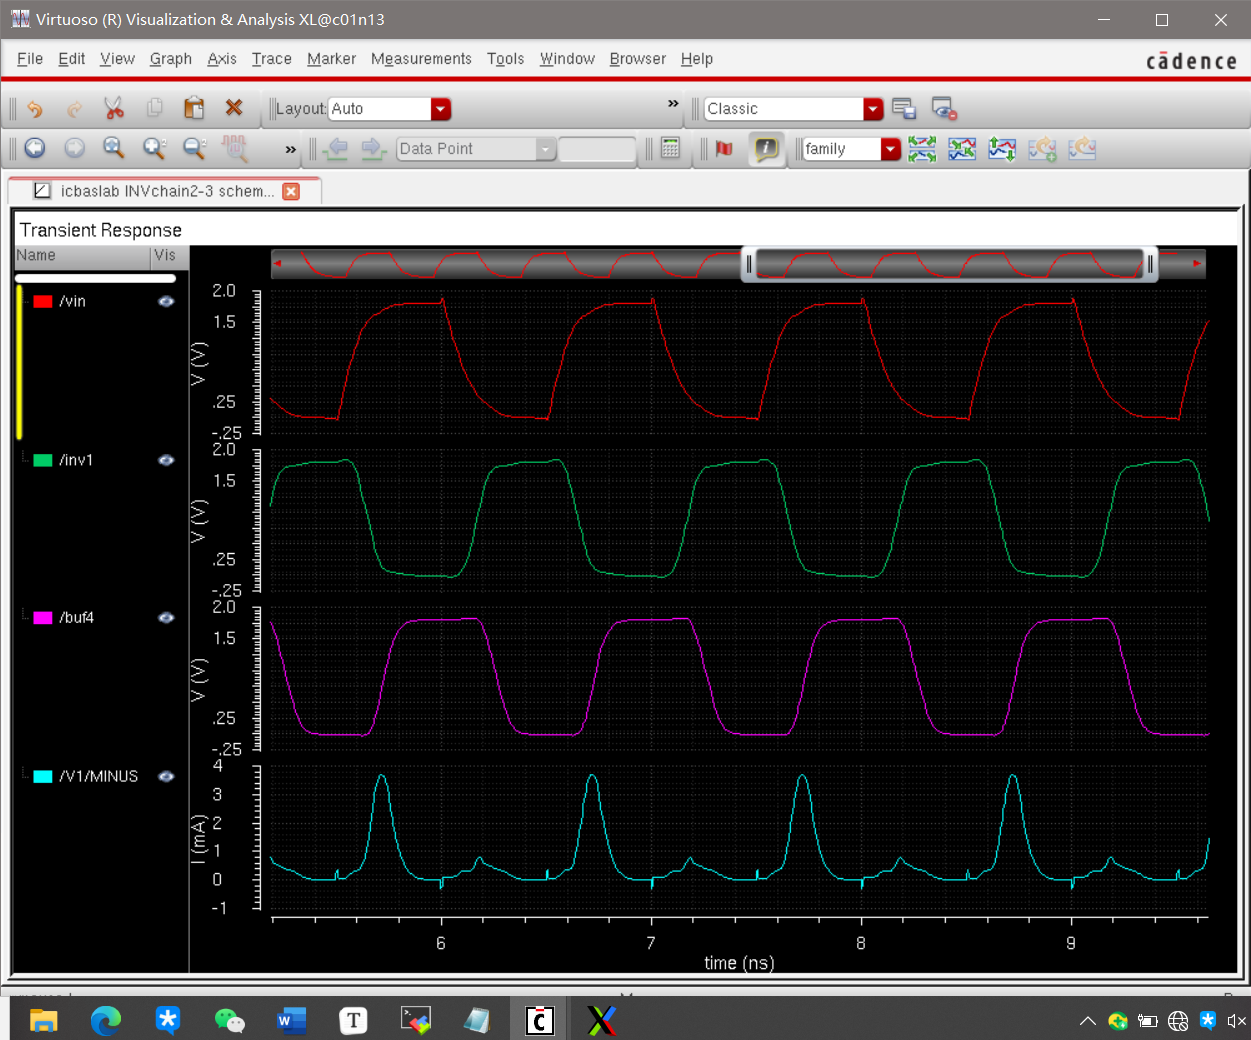 Virtuoso (R) Visualization & Analysis XL@c01n13
File Edit View Graph Axis Trace Marker Measurements Tools Window Browser Help
cādence
Layout: Auto
» Classic
» Data Point
family
icbaslab INVchain2-3 schem...
Transient Response
Name Vis
/vin
2.0
1.5
.25
-.25
V (V)
/inv1
2.0
1.5
.25
-.25
V (V)
/buf4
2.0
1.5
.25
-.25
V (V)
/V1/MINUS
4
3
2
1
0
-1
I (mA)
6 7 8 9
time (ns)